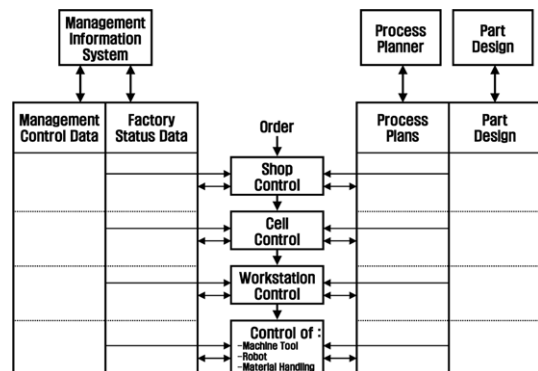 Management
Information
System
Process
Planner
Part
Design
Management
Control Data
Factory
Status Data
Order
Process
Plans
Part
Design
Shop
Control
Cell
Control
Workstation
Control
Control of :
-Machine Tool
-Robot
-Material Handling